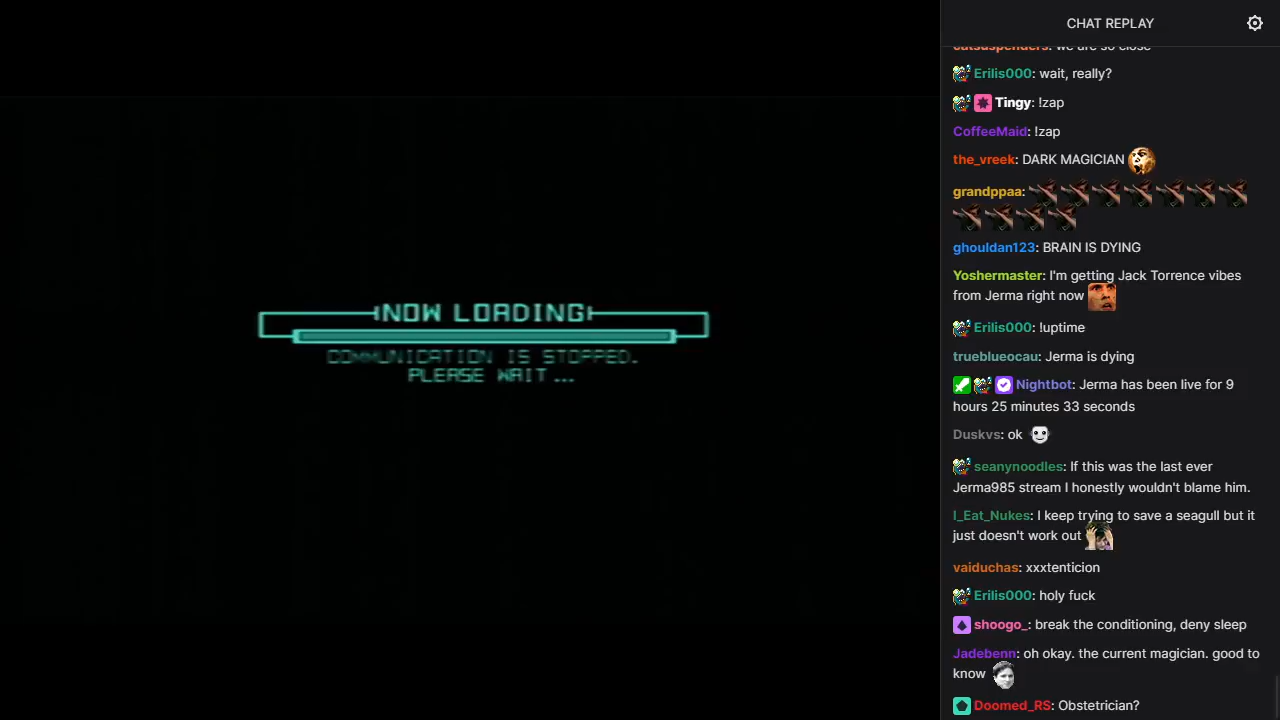 NOW LOADING
COMMUNICATION IS STOPPED.
PLEASE WAIT...
CHAT REPLAY
catsuspenders: we are so close
Erilis000: wait, really?
Tingy: !zap
CoffeeMaid: !zap
the_vreek: DARK MAGICIAN
grandppaa:
ghouldan123: BRAIN IS DYING
Yoshermaster: I'm getting Jack Torrence vibes
from Jerma right now
Erilis000: !uptime
trueblueocau: Jerma is dying
Nightbot: Jerma has been live for 9
hours 25 minutes 33 seconds
Duskvs: ok
seanynoodles: If this was the last ever
Jerma985 stream I honestly wouldn't blame him.
I_Eat_Nukes: I keep trying to save a seagull but it
just doesn't work out
vaiduchas: xxxtenticion
Erilis000: holy fuck
shoogo_: break the conditioning, deny sleep
Jadebenn: oh okay. the current magician. good to
know
Doomed_RS: Obstetrician?